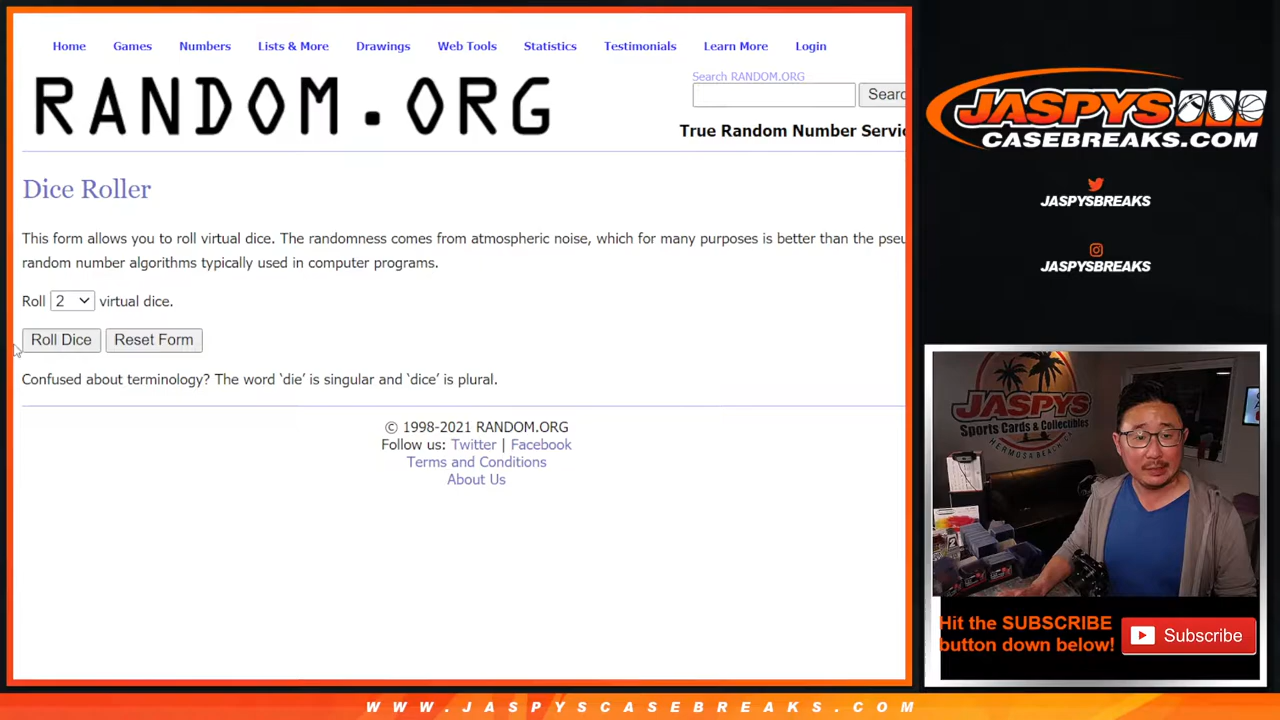 Home Games Numbers Lists & More Drawings Web Tools Statistics Testimonials Learn More Login
RANDOM.ORG
Search RANDOM.ORG
Searc
True Random Number Servic
Dice Roller
This form allows you to roll virtual dice. The randomness comes from atmospheric noise, which for many purposes is better than the pseu
random number algorithms typically used in computer programs.
Roll 2 virtual dice.
Roll Dice Reset Form
Confused about terminology? The word ‘die’ is singular and ‘dice’ is plural.
© 1998-2021 RANDOM.ORG
Follow us: Twitter | Facebook
Terms and Conditions
About Us
JASPYS
CASEBREAKS.COM
JASPYSBREAKS
JASPYSBREAKS
JASPYS
Sports Cards & Collectibles
HERMOSA BEACH, CA
Hit the SUBSCRIBE
button down below!
Subscribe
WWW.JASPYSCASEBREAKS.COM